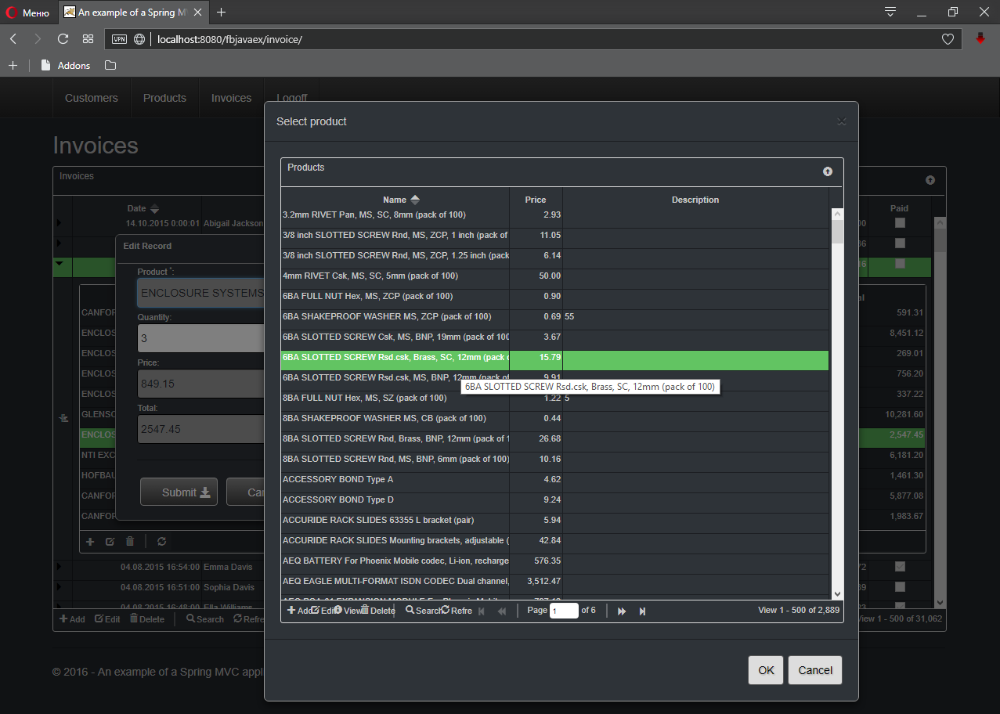 Меню
An example of a Spring M
VPN
localhost:8080/fbjavaex/invoice/
Addons
Customers Products Invoices Logoff
Invoices
Invoices
Date
Paid
14.10.2015 0:00:01 Abigail Jackson
Edit Record
Product *:
ENCLOSURE SYSTEMS
Quantity:
3
Price:
849.15
Total:
2547.45
Submit
CANFOR 591.31
ENCLOS 8,451.12
ENCLOS 269.01
ENCLOS 756.20
ENCLOS 337.22
GLENSO 10,281.60
ENCLOS 2,547.45
NTI EXC 6,181.20
HOFBAU 1,461.30
CANFOR 5,877.08
CANFOR 1,983.67
04.08.2015 16:54:00 Emma Davis
04.08.2015 16:51:00 Sophia Davis
04.08.2015 16:48:00 Ella Williams
Add Edit Delete Search Refre
View 1 - 500 of 31,062
© 2016 - An example of a Spring MVC appl
Select product
Products
Name Price Description
3.2mm RIVET Pan, MS, SC, 8mm (pack of 100) 2.93
3/8 inch SLOTTED SCREW Rnd, MS, ZCP, 1 inch (pack of 11.05
3/8 inch SLOTTED SCREW Rnd, MS, ZCP, 1.25 inch (pack 6.14
4mm RIVET Csk, MS, SC, 5mm (pack of 100) 50.00
6BA FULL NUT Hex, MS, ZCP (pack of 100) 0.90
6BA SHAKEPROOF WASHER MS, ZCP (pack of 100) 0.69 55
6BA SLOTTED SCREW Csk, MS, BNP, 19mm (pack of 100 3.67
6BA SLOTTED SCREW Rsd.csk, Brass, SC, 12mm (pack 15.79
6BA SLOTTED SCREW Rsd.csk, MS, BNP, 12mm (pack of 9.91
6BA SLOTTED SCREW Rsd.csk, Brass, SC, 12mm (pack of 100)
8BA FULL NUT Hex, MS, SZ (pack of 100) 1.22 5
8BA SHAKEPROOF WASHER MS, CB (pack of 100) 0.44
8BA SLOTTED SCREW Rnd, Brass, BNP, 12mm (pack of 1 26.68
8BA SLOTTED SCREW Rnd, MS, BNP, 6mm (pack of 100) 10.16
ACCESSORY BOND Type A 4.62
ACCESSORY BOND Type D 9.24
ACCURIDE RACK SLIDES 63355 L bracket (pair) 5.94
ACCURIDE RACK SLIDES Mounting brackets, adjustable ( 42.84
AEQ BATTERY For Phoenix Mobile codec, Li-ion, recharge 576.35
AEQ EAGLE MULTI-FORMAT ISDN CODEC Dual channel, 3,512.47
Add Edit View Delete Search Refre Page 1 of 6 View 1 - 500 of 2,889
OK Cancel